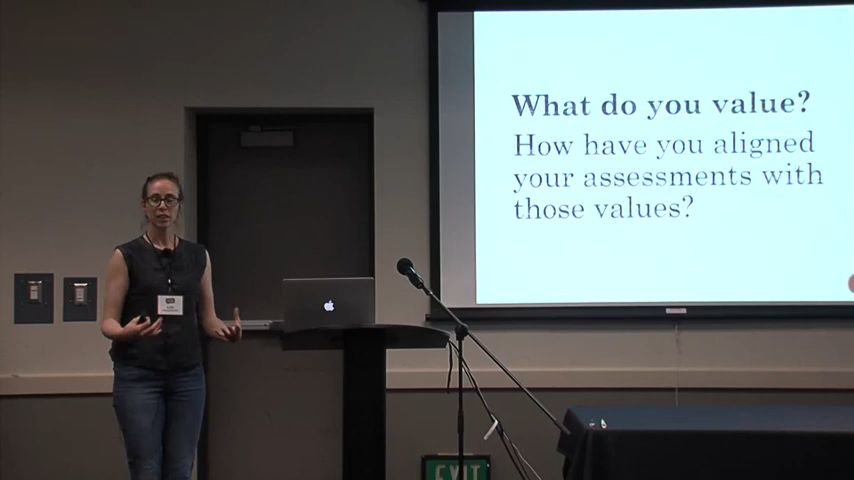 What do you value?
How have you aligned
your assessments with
those values?
EXIT